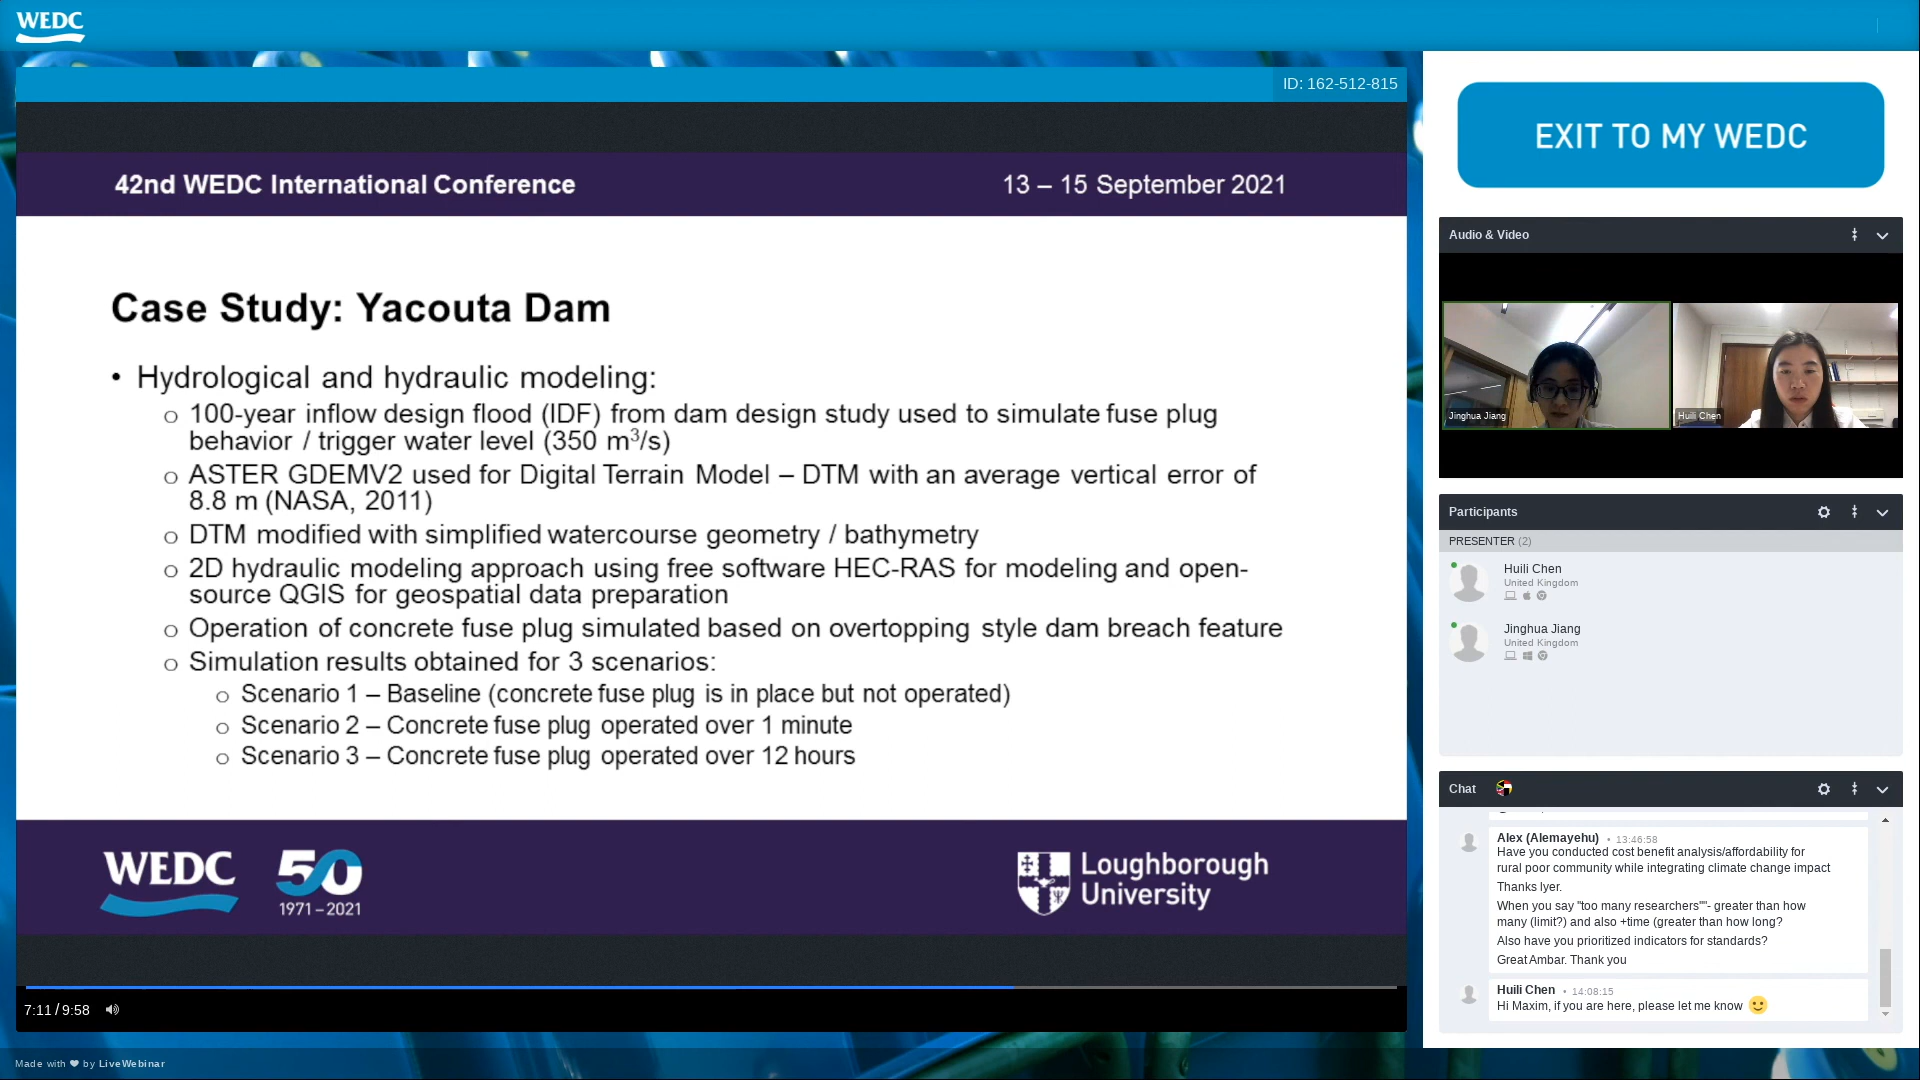 WEDC
ID: 162-512-815
42nd WEDC International Conference
13 – 15 September 2021
Case Study: Yacouta Dam
• Hydrological and hydraulic modeling:
o 100-year inflow design flood (IDF) from dam design study used to simulate fuse plug
behavior / trigger water level (350 m³/s)
o ASTER GDEMV2 used for Digital Terrain Model – DTM with an average vertical error of
8.8 m (NASA, 2011)
o DTM modified with simplified watercourse geometry / bathymetry
o 2D hydraulic modeling approach using free software HEC-RAS for modeling and open-
source QGIS for geospatial data preparation
o Operation of concrete fuse plug simulated based on overtopping style dam breach feature
o Simulation results obtained for 3 scenarios:
o Scenario 1 – Baseline (concrete fuse plug is in place but not operated)
o Scenario 2 – Concrete fuse plug operated over 1 minute
o Scenario 3 – Concrete fuse plug operated over 12 hours
WEDC
50
1971 – 2021
Loughborough
University
7:11 / 9:58
Made with ♥ by LiveWebinar
EXIT TO MY WEDC
Audio & Video
Jinghua Jiang
Huili Chen
Participants
PRESENTER (2)
Huili Chen
United Kingdom
Jinghua Jiang
United Kingdom
Chat
Alex (Alemayehu) • 13:46:58
Have you conducted cost benefit analysis/affordability for
rural poor community while integrating climate change impact
Thanks Iyer.
When you say "too many researchers""- greater than how
many (limit?) and also +time (greater than how long?
Also have you prioritized indicators for standards?
Great Ambar. Thank you
Huili Chen • 14:08:15
Hi Maxim, if you are here, please let me know 🙂